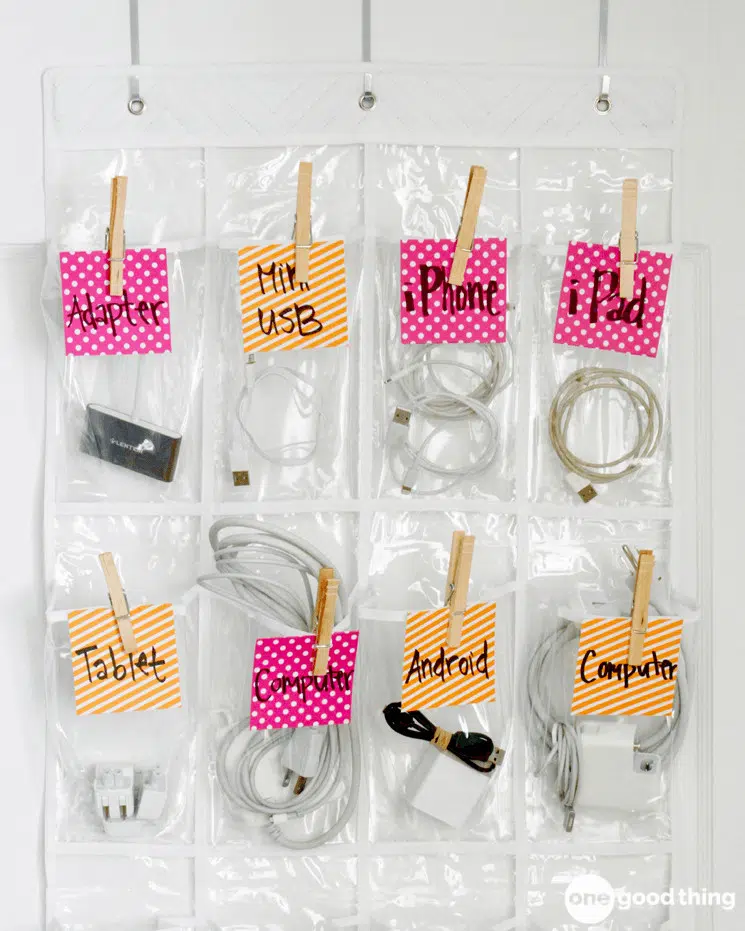 Adapter
Mini
USB
iPhone
iPad
Tablet
Computer
Android
Computer
one good thing